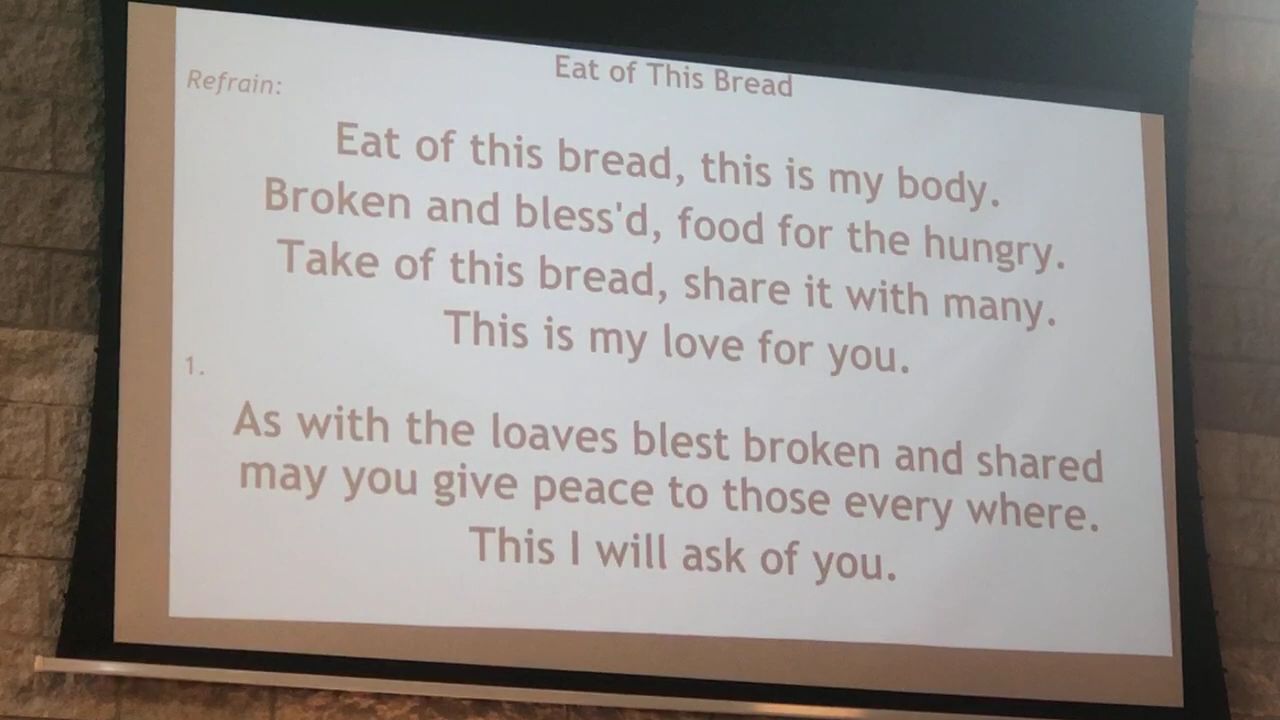 Eat of This Bread
Refrain:
Eat of this bread, this is my body.
Broken and bless'd, food for the hungry.
Take of this bread, share it with many.
This is my love for you.
1.
As with the loaves blest broken and shared
may you give peace to those every where.
This I will ask of you.